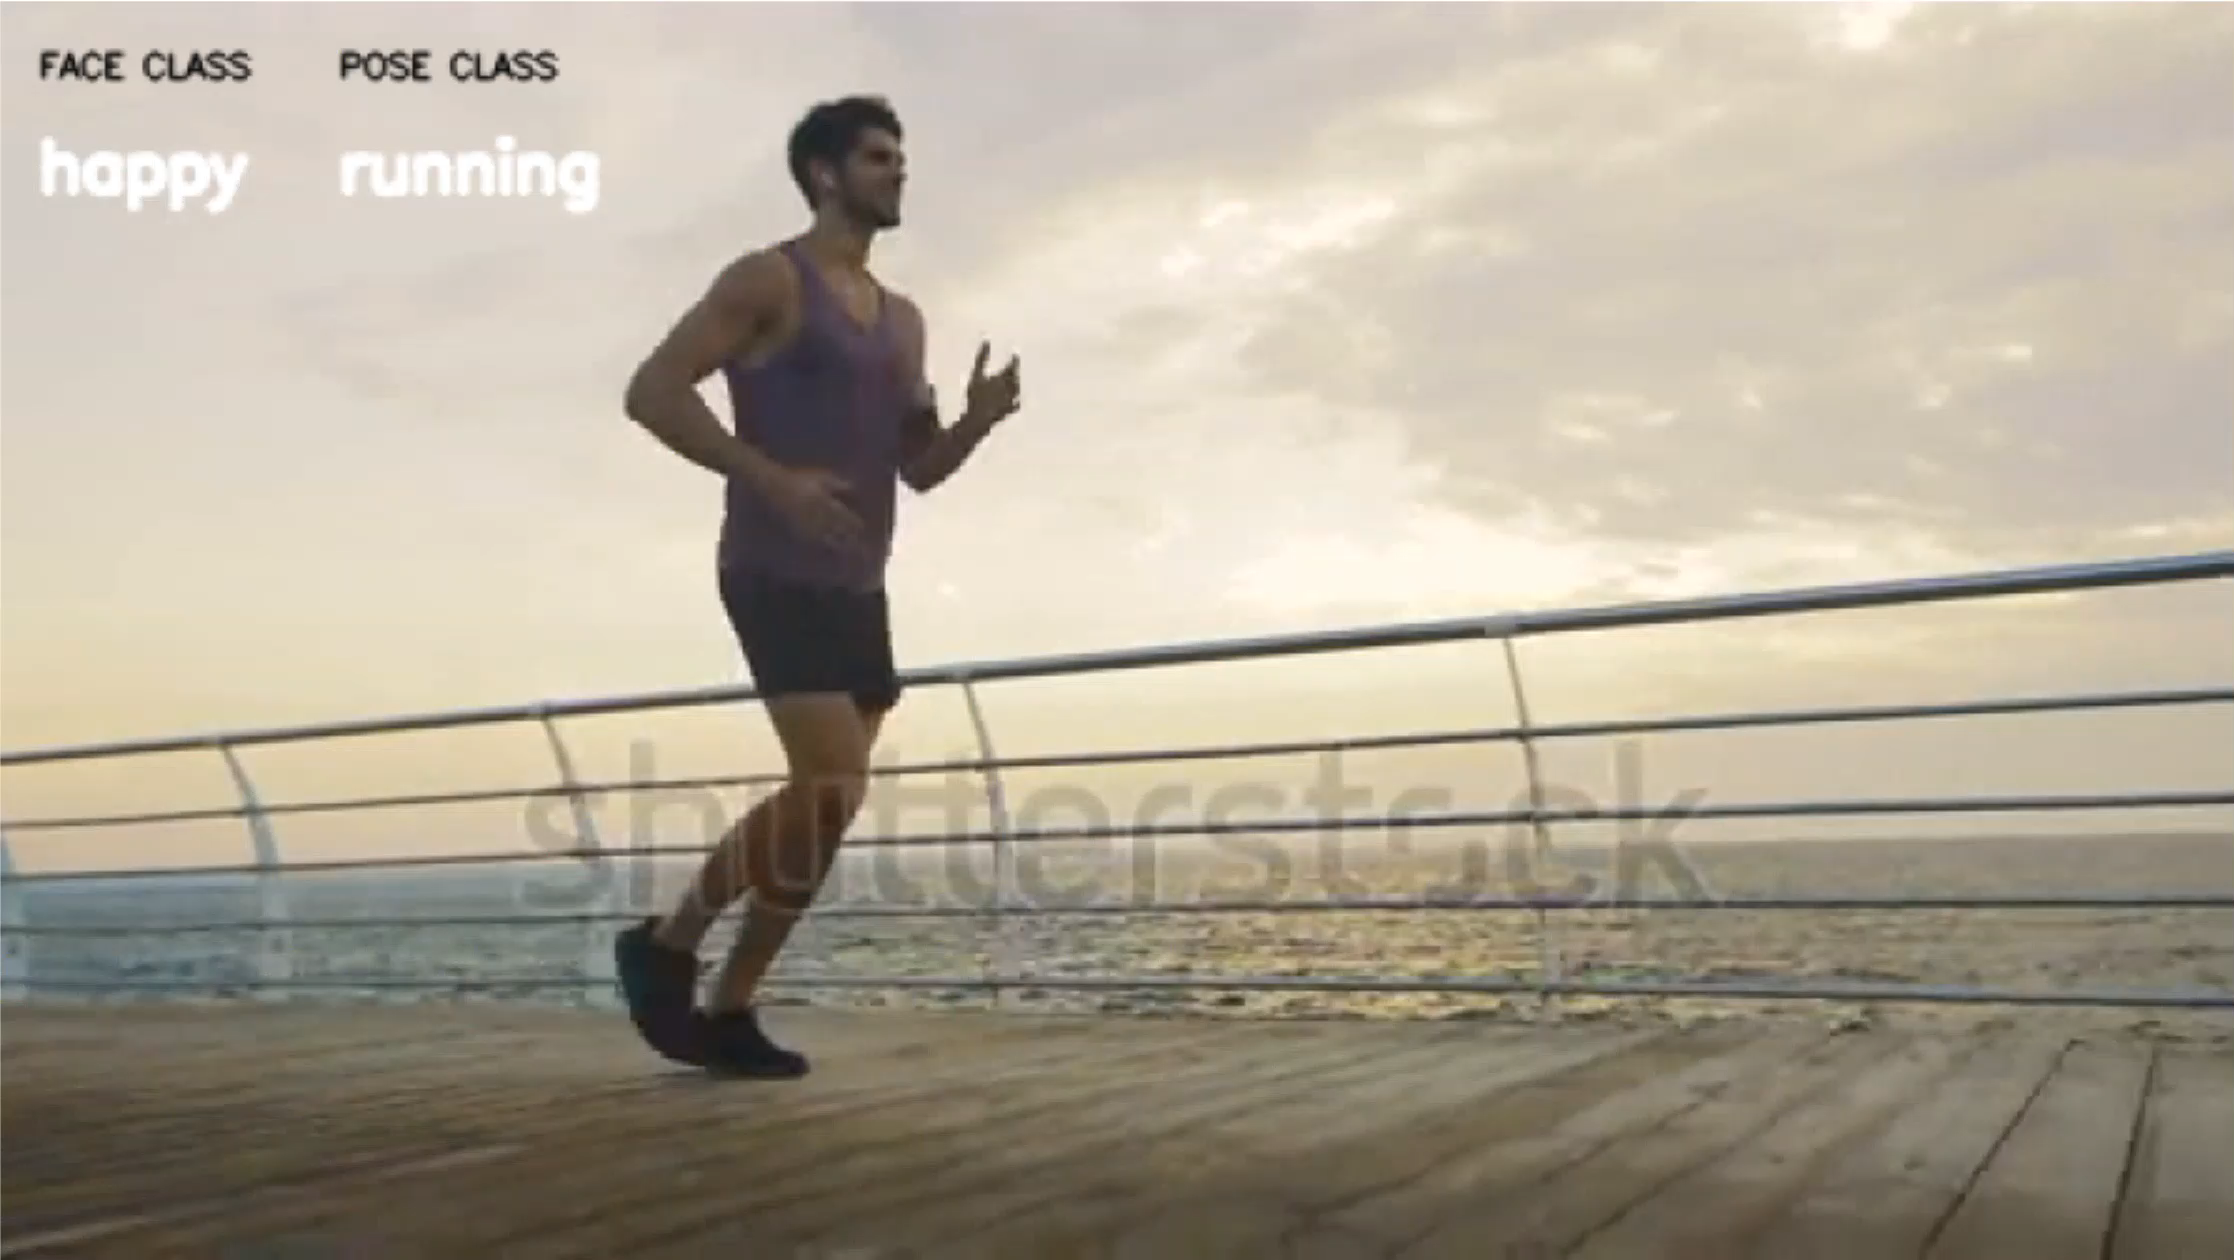 FACE CLASS POSE CLASS
happy running
shutterstock